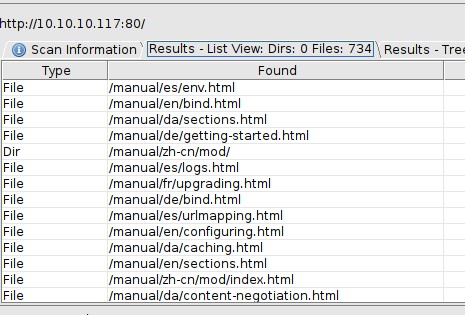 http://10.10.10.117:80/
Scan Information Results - List View: Dirs: 0 Files: 734 Results - Tree
Type Found
File /manual/es/env.html
File /manual/en/bind.html
File /manual/da/sections.html
File /manual/de/getting-started.html
Dir /manual/zh-cn/mod/
File /manual/es/logs.html
File /manual/fr/upgrading.html
File /manual/de/bind.html
File /manual/es/urlmapping.html
File /manual/en/configuring.html
File /manual/da/caching.html
File /manual/en/sections.html
File /manual/zh-cn/mod/index.html
File /manual/da/content-negotiation.html